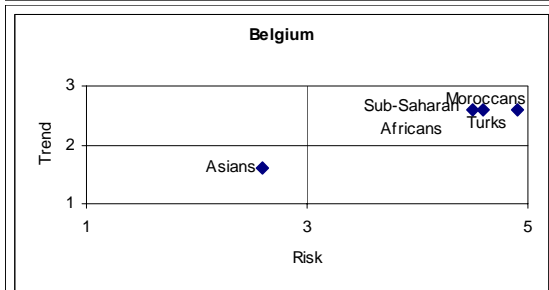 Belgium
3
Moroccans
Sub-Saharan
Africans
Turks
Trend
2
Asians
1
1
3
5
Risk